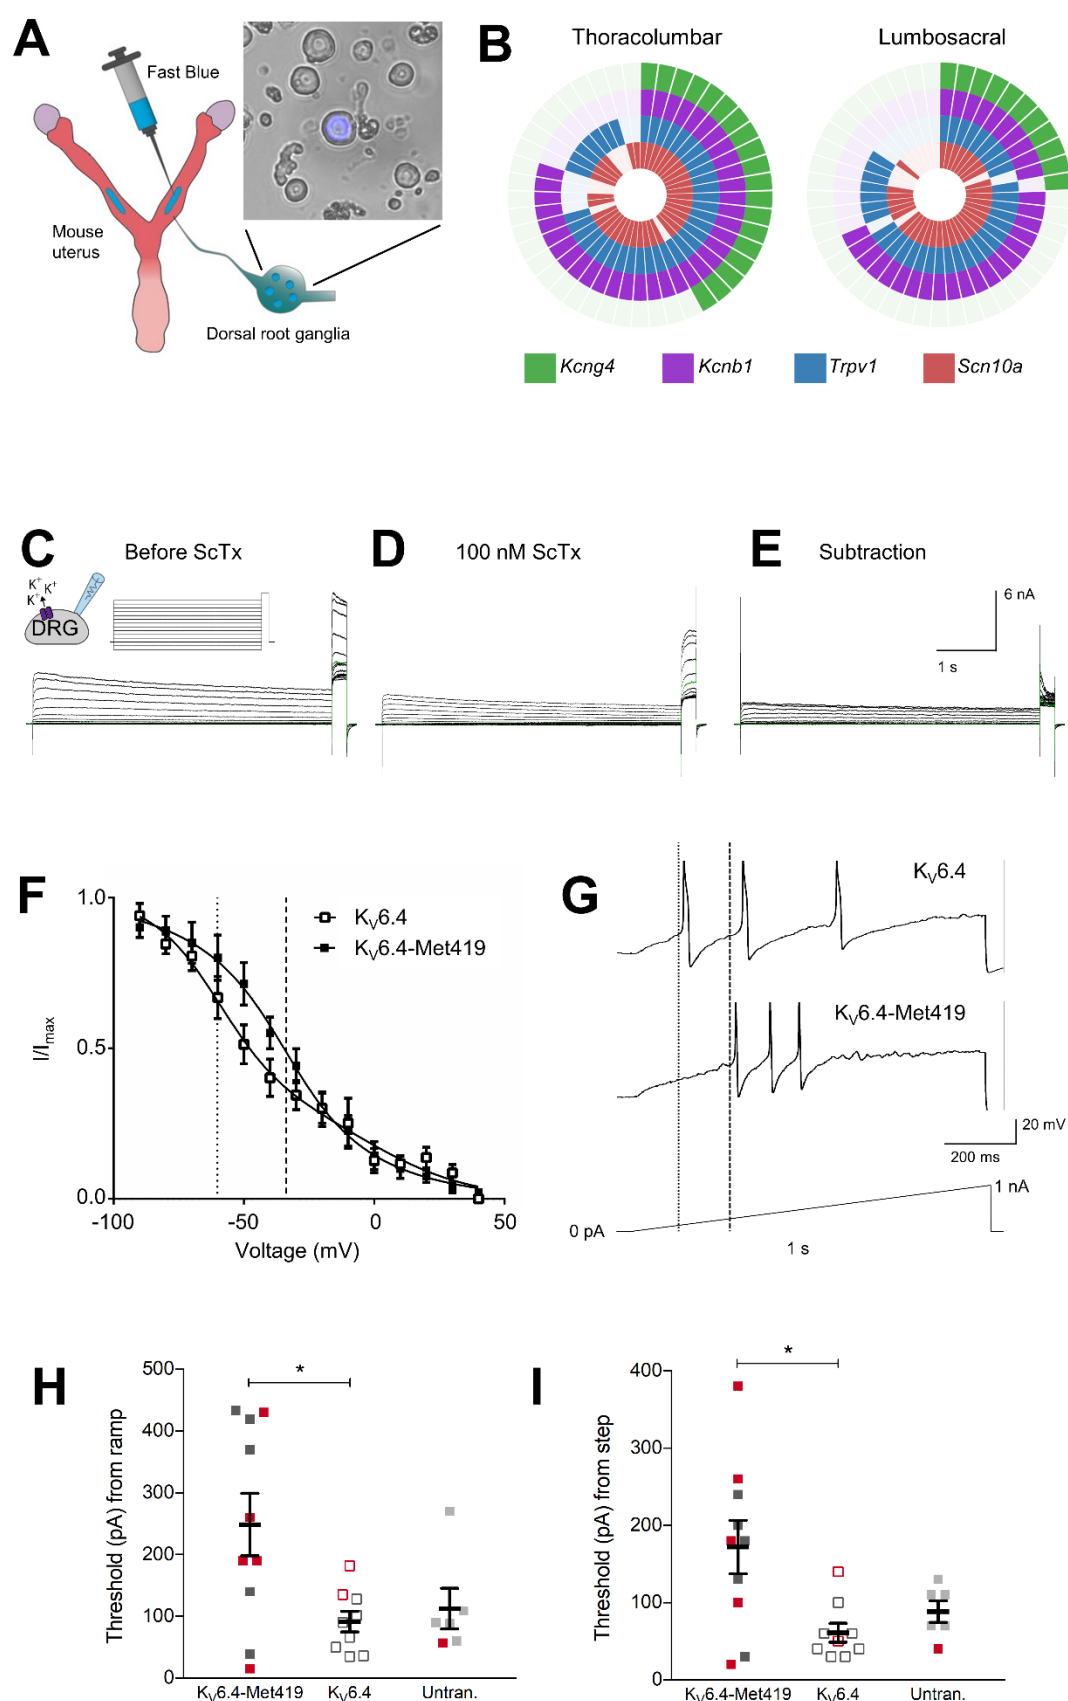 A
Fast Blue
Mouse
uterus
Dorsal root ganglia
B
Thoracolumbar
Lumbosacral
Kcng4
Kcnb1
Trpv1
Scn10a
C
Before ScTx
K+
K+ K+
K+
DRG
D
100 nM ScTx
E
Subtraction
6 nA
1 s
F
1.0
0.5
0.0
I/Imax
-100
-50
0
50
Voltage (mV)
KV6.4
KV6.4-Met419
G
KV6.4
KV6.4-Met419
20 mV
200 ms
1 nA
0 pA
1 s
H
*
500
400
300
200
100
0
Threshold (pA) from ramp
KV6.4-Met419
KV6.4
Untran.
I
*
400
300
200
100
0
Threshold (pA) from step
KV6.4-Met419
KV6.4
Untran.